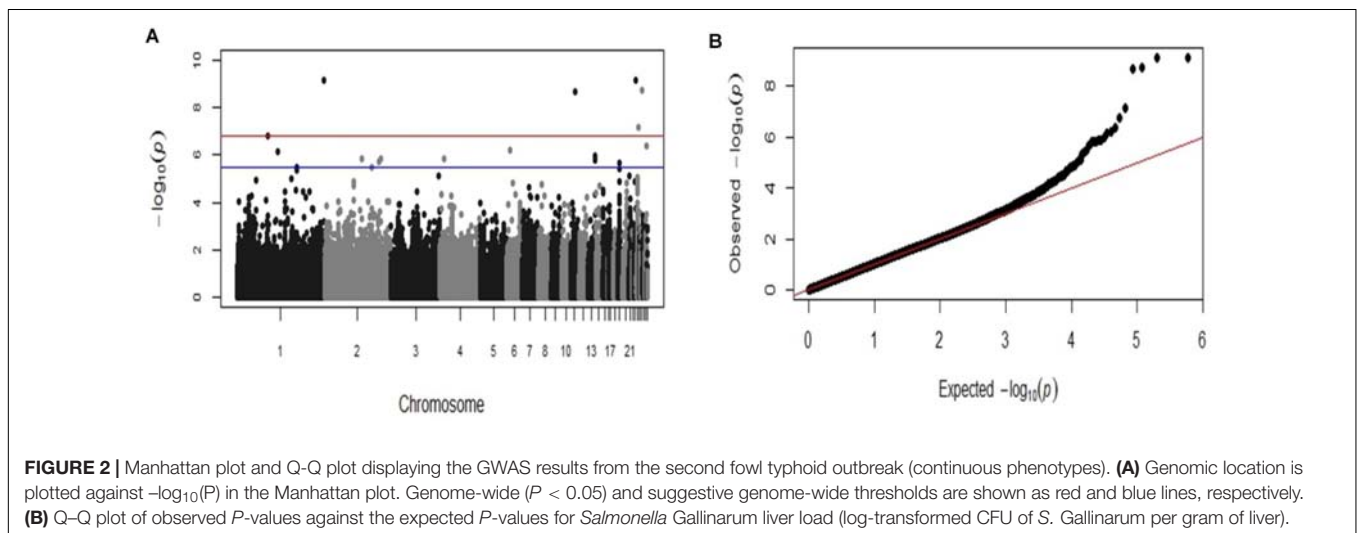 A
−log10(p)
10
8
6
4
2
0
1 2 3 4 5 6 7 8 10 13 17 21
Chromosome
B
Observed −log10(p)
8
6
4
2
0
0 1 2 3 4 5 6
Expected −log10(p)
FIGURE 2 | Manhattan plot and Q-Q plot displaying the GWAS results from the second fowl typhoid outbreak (continuous phenotypes). (A) Genomic location is
plotted against –log10(P) in the Manhattan plot. Genome-wide (P < 0.05) and suggestive genome-wide thresholds are shown as red and blue lines, respectively.
(B) Q–Q plot of observed P-values against the expected P-values for Salmonella Gallinarum liver load (log-transformed CFU of S. Gallinarum per gram of liver).